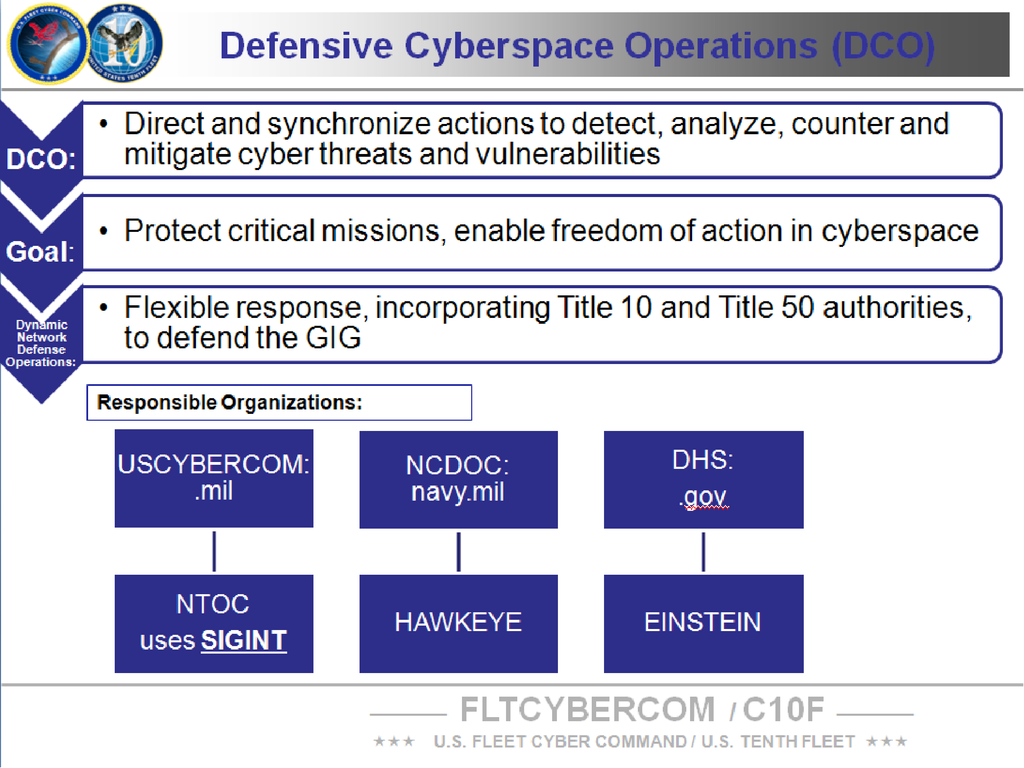 U.S. FLEET CYBER COMMAND
UNITED STATES TENTH FLEET
10
Defensive Cyberspace Operations (DCO)
DCO:
• Direct and synchronize actions to detect, analyze, counter and
mitigate cyber threats and vulnerabilities
Goal:
• Protect critical missions, enable freedom of action in cyberspace
Dynamic
Network
Defense
Operations:
• Flexible response, incorporating Title 10 and Title 50 authorities,
to defend the GIG
Responsible Organizations:
USCYBERCOM:
.mil
NCDOC:
navy.mil
DHS:
.gov
NTOC
uses SIGINT
HAWKEYE
EINSTEIN
FLTCYBERCOM / C10F
★★★ U.S. FLEET CYBER COMMAND / U.S. TENTH FLEET ★★★